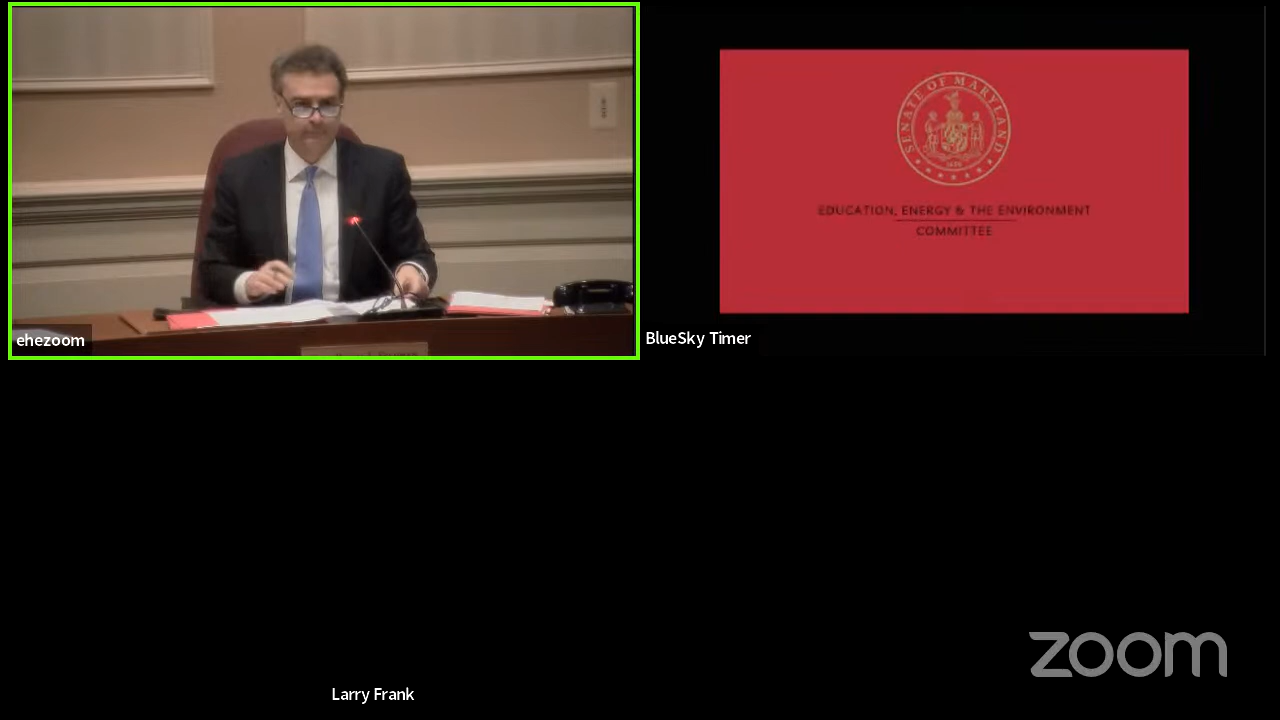 ehezoom
SENATE OF MARYLAND
EDUCATION, ENERGY & THE ENVIRONMENT
COMMITTEE
BlueSky Timer
zoom
Larry Frank